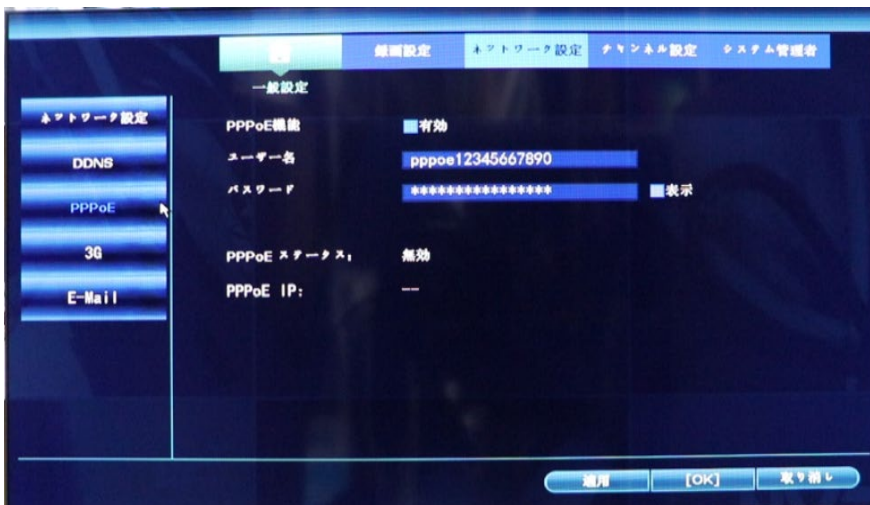 録画設定 ネットワーク設定 チャンネル設定 システム管理者
一般設定
ネットワーク設定
DDNS
PPPoE
3G
E-Mail
PPPoE機能 有効
ユーザー名 pppoe12345667890
パスワード **************** 表示
PPPoE ステータス: 無効
PPPoE IP: ---
適用 [OK] 取り消し